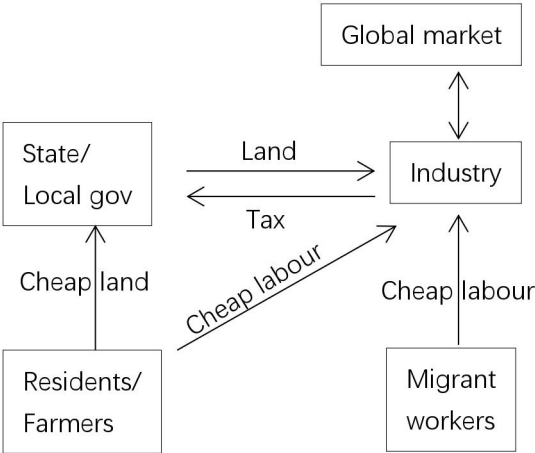 Global market
State/
Local gov
Land
Industry
Tax
Cheap land
Cheap labour
Cheap labour
Residents/
Farmers
Migrant
workers